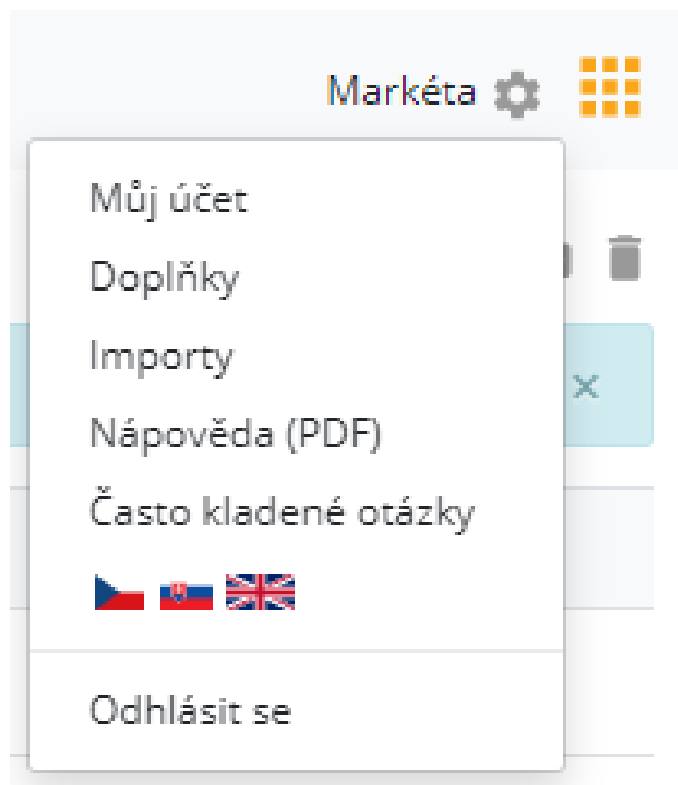 Markéta
Můj účet
Doplňky
Importy
Nápověda (PDF)
Často kladené otázky
Odhlásit se